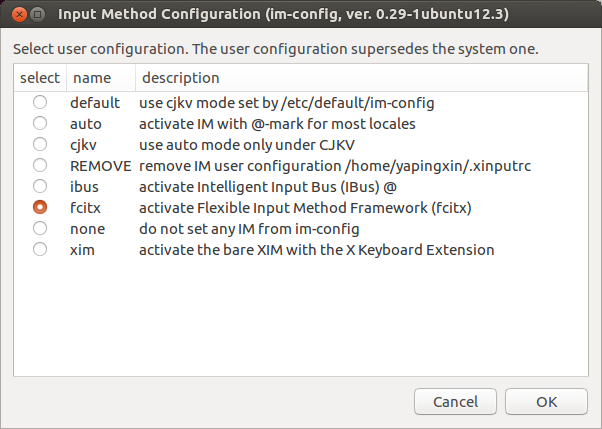 Input Method Configuration (im-config, ver. 0.29-1ubuntu12.3)
Select user configuration. The user configuration supersedes the system one.
select name description
default use cjkv mode set by /etc/default/im-config
auto activate IM with @-mark for most locales
cjkv use auto mode only under CJKV
REMOVE remove IM user configuration /home/yapingxin/.xinputrc
ibus activate Intelligent Input Bus (IBus) @
fcitx activate Flexible Input Method Framework (fcitx)
none do not set any IM from im-config
xim activate the bare XIM with the X Keyboard Extension
Cancel OK